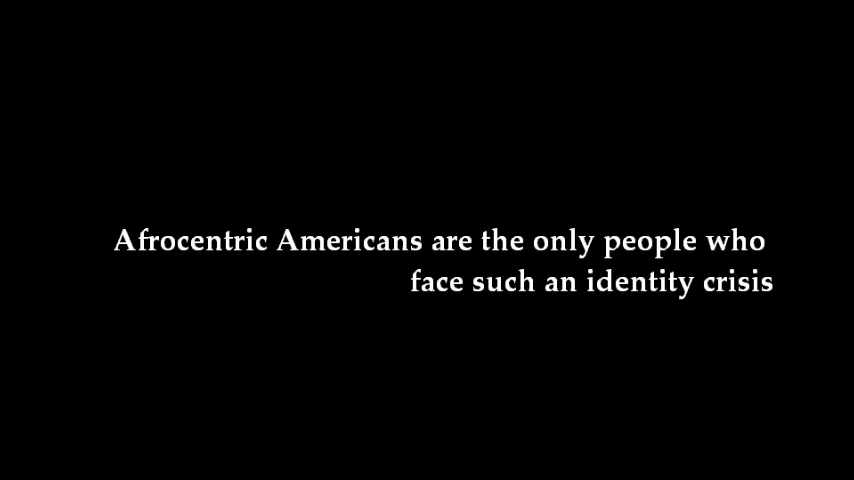 Afrocentric Americans are the only people who
face such an identity crisis